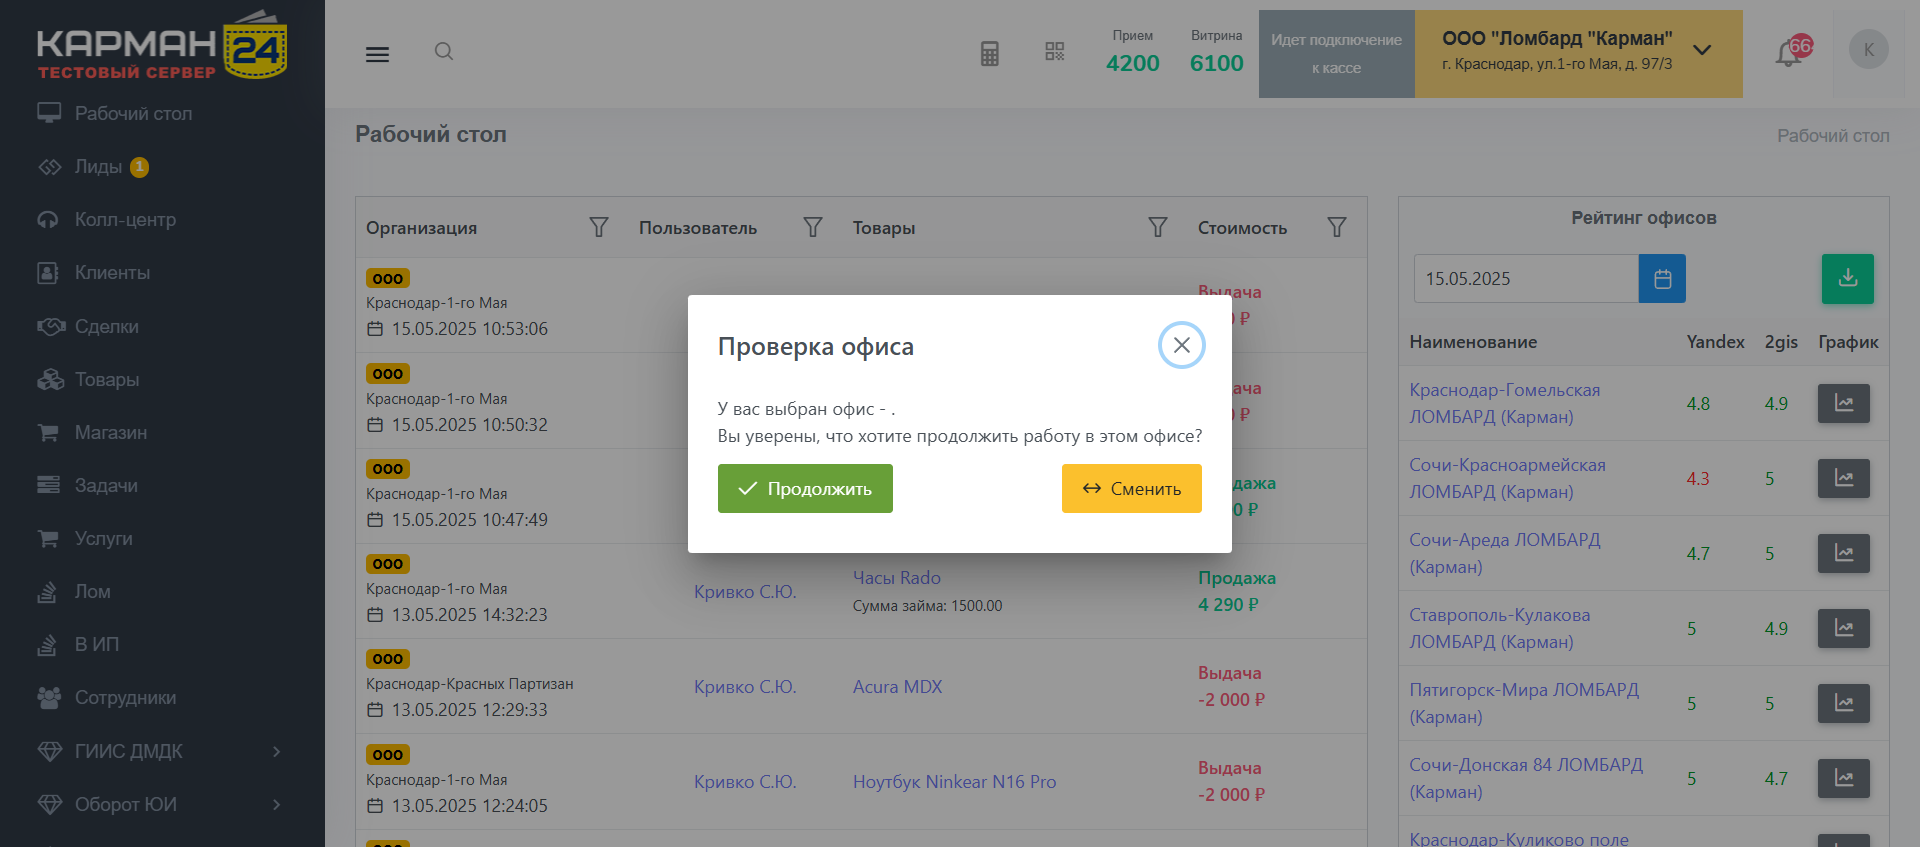 КАРМАН 24
ТЕСТОВЫЙ СЕРВЕР
Рабочий стол
Лиды 1
Колл-центр
Клиенты
Сделки
Товары
Магазин
Задачи
Услуги
Лом
В ИП
Сотрудники
ГИИС ДМДК
Оборот ЮИ
Прием
4200
Витрина
6100
Идет подключение
к кассе
ООО "Ломбард "Карман"
г. Краснодар, ул.1-го Мая, д. 97/3
К
Рабочий стол
Рабочий стол
Организация Пользователь Товары Стоимость
ООО
Краснодар-1-го Мая
15.05.2025 10:53:06
Выдача
₽
ООО
Краснодар-1-го Мая
15.05.2025 10:50:32
₽
ООО
Краснодар-1-го Мая
15.05.2025 10:47:49
₽
ООО
Краснодар-1-го Мая
13.05.2025 14:32:23
Кривко С.Ю.
Часы Rado
Сумма займа: 1500.00
Продажа
4 290 ₽
ООО
Краснодар-Красных Партизан
13.05.2025 12:29:33
Кривко С.Ю.
Acura MDX
Выдача
-2 000 ₽
ООО
Краснодар-1-го Мая
13.05.2025 12:24:05
Кривко С.Ю.
Ноутбук Ninkear N16 Pro
Выдача
-2 000 ₽
Проверка офиса
У вас выбран офис - .
Вы уверены, что хотите продолжить работу в этом офисе?
Продолжить
Сменить
Рейтинг офисов
15.05.2025
Наименование Yandex 2gis График
Краснодар-Гомельская
ЛОМБАРД (Карман)
4.8 4.9
Сочи-Красноармейская
ЛОМБАРД (Карман)
4.3 5
Сочи-Ареда ЛОМБАРД
(Карман)
4.7 5
Ставрополь-Кулакова
ЛОМБАРД (Карман)
5 4.9
Пятигорск-Мира ЛОМБАРД
(Карман)
5 5
Сочи-Донская 84 ЛОМБАРД
(Карман)
5 4.7
Краснодар-Куликово поле